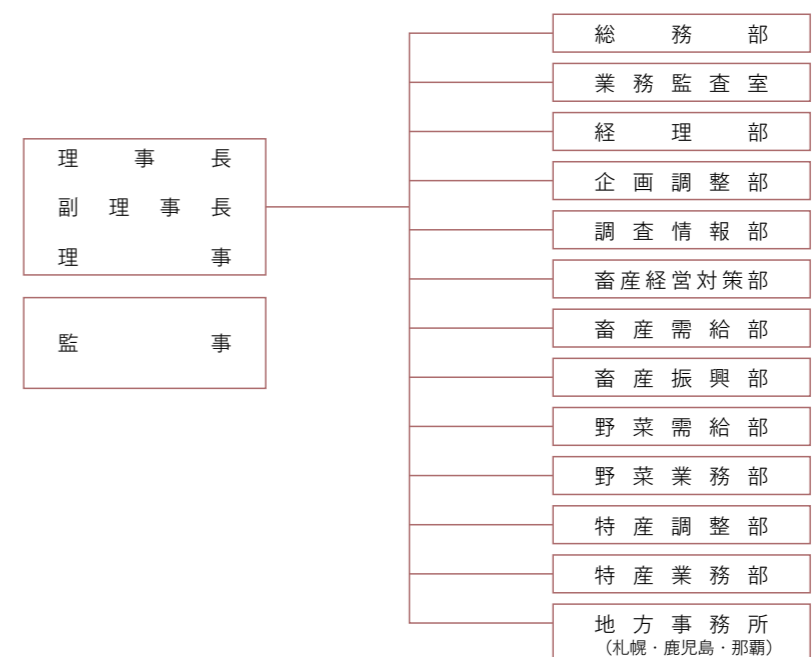 理事長
副理事長
理事
監事
総務部
業務監査室
経理部
企画調整部
調査情報部
畜産経営対策部
畜産需給部
畜産振興部
野菜需給部
野菜業務部
特産調整部
特産業務部
地方事務所
（札幌・鹿児島・那覇）